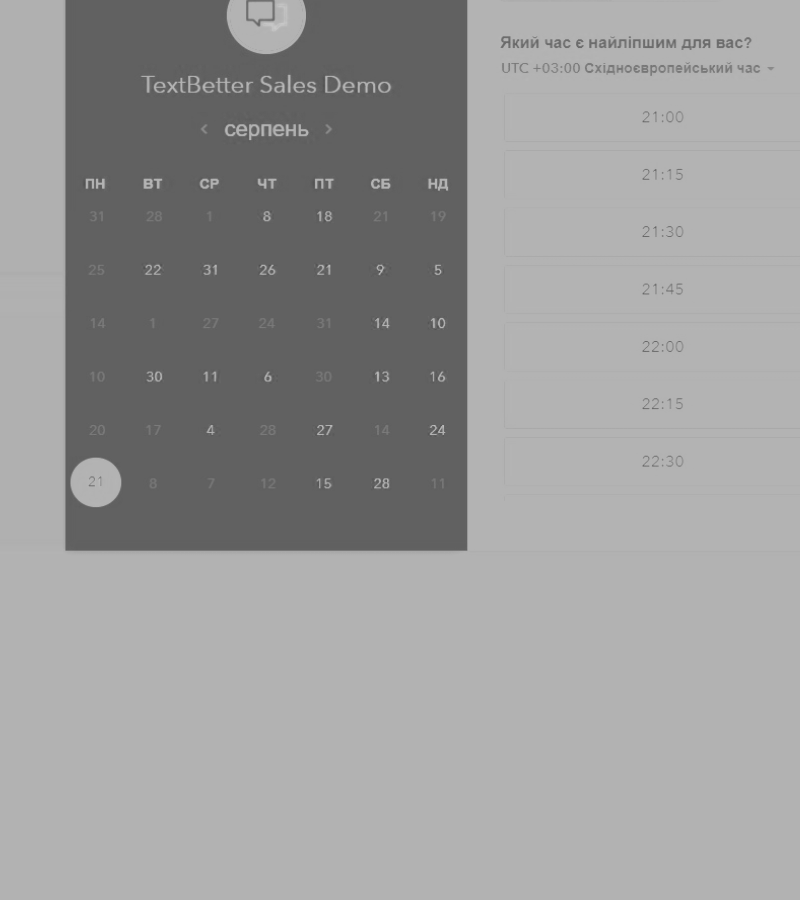 TextBetter Sales Demo
серпень
ПН ВТ СР ЧТ ПТ СБ НД
31 28 1 8 18 21 19
25 22 31 26 21 9 5
14 1 27 24 31 14 10
10 30 11 6 30 13 16
20 17 4 28 27 14 24
21 8 7 12 15 28 11
Який час є найліпшим для вас?
UTC +03:00 Східноєвропейський час
21:00
21:15
21:30
21:45
22:00
22:15
22:30